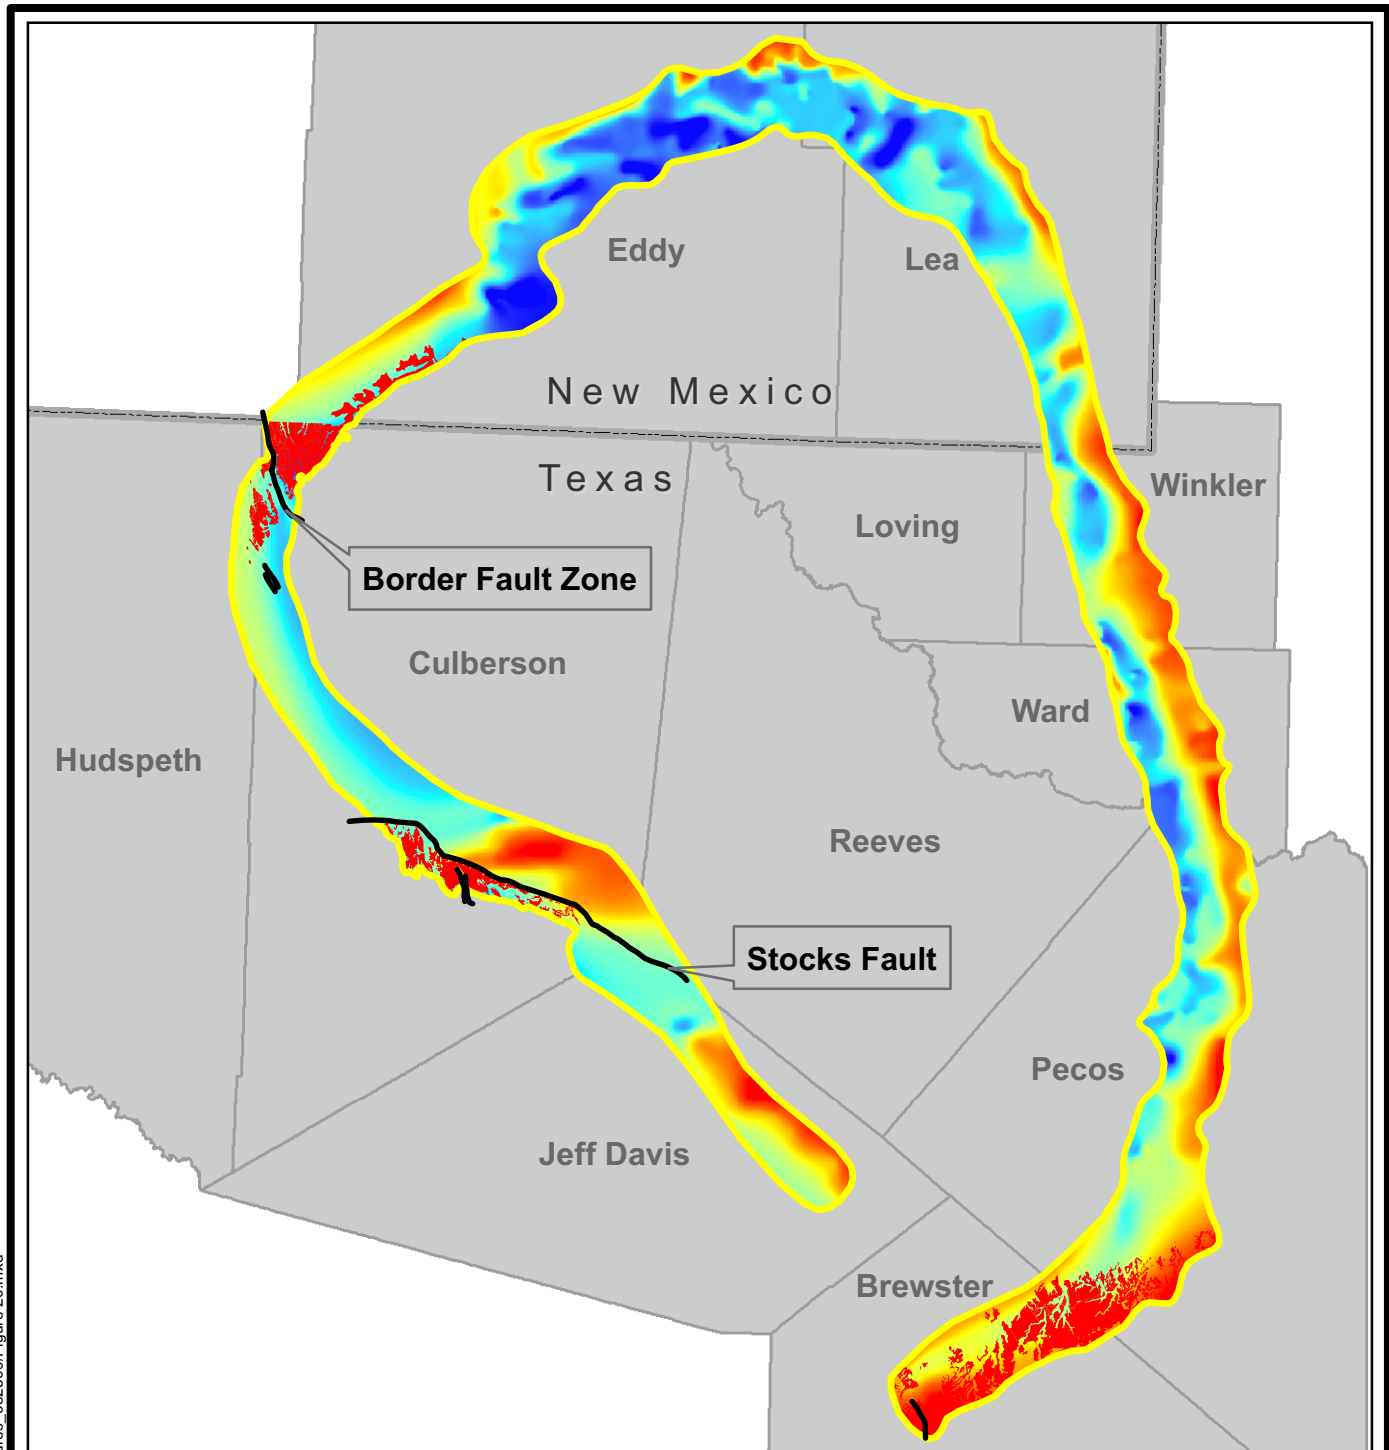 Eddy
Lea
New Mexico
Texas
Winkler
Loving
Border Fault Zone
Culberson
Ward
Hudspeth
Reeves
Stocks Fault
Pecos
Jeff Davis
Brewster